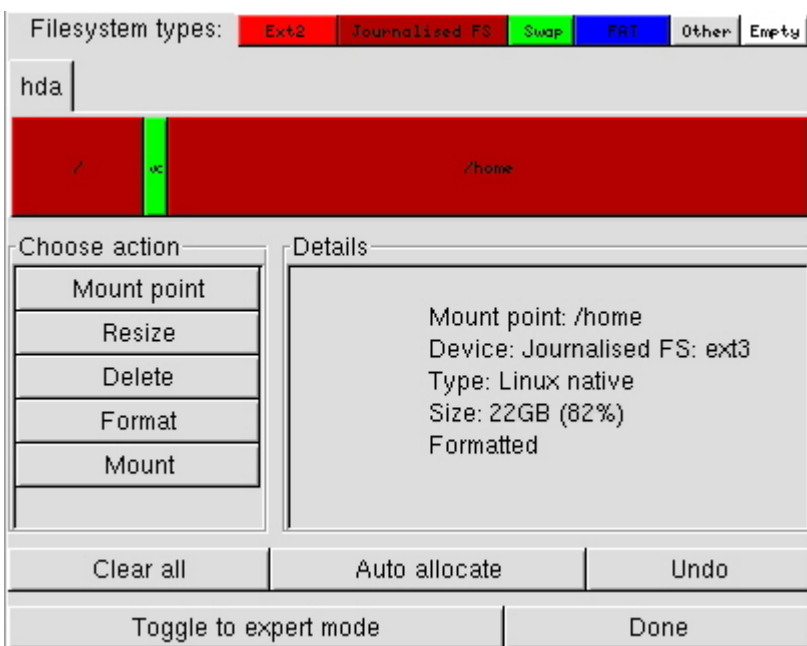 Filesystem types: Ext2 Journalised FS Swap FAT Other Empty
hda
/ /home
Choose action Details
Mount point
Resize
Delete
Format
Mount
Mount point: /home
Device: Journalised FS: ext3
Type: Linux native
Size: 22GB (82%)
Formatted
Clear all Auto allocate Undo
Toggle to expert mode Done